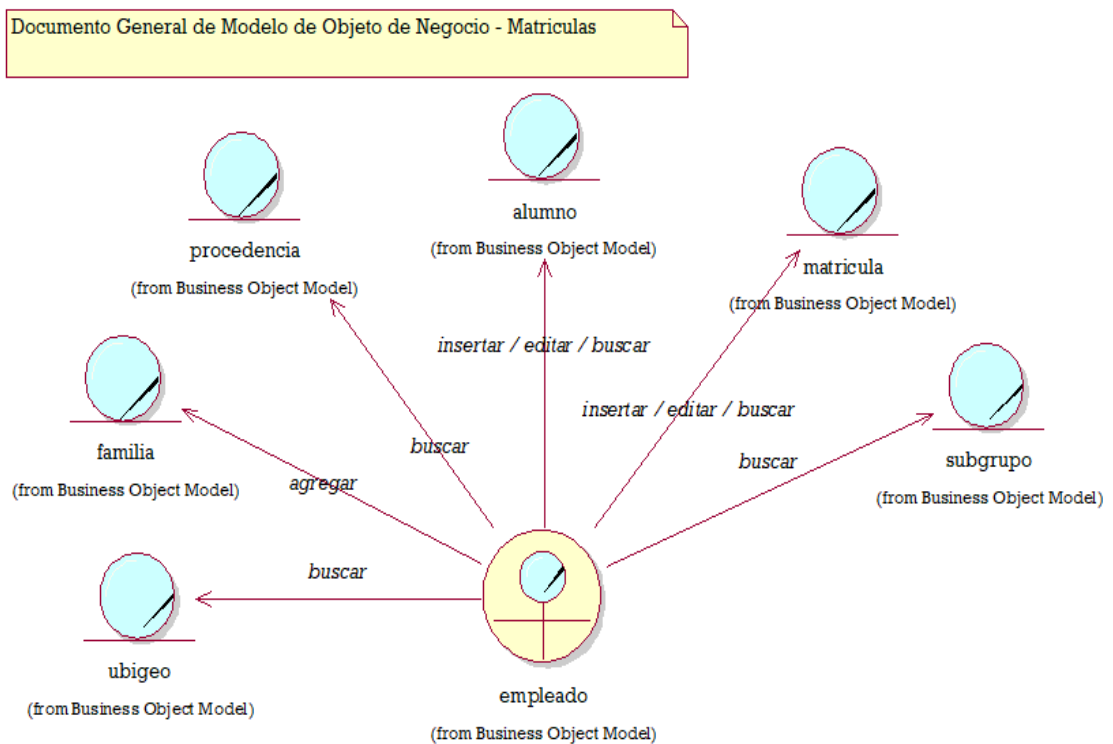 Documento General de Modelo de Objeto de Negocio - Matriculas
alumno
(from Business Object Model)
procedencia
(from Business Object Model)
matricula
(from Business Object Model)
insertar / editar / buscar
insertar / editar / buscar
familia
(from Business Object Model)
buscar
buscar
subgrupo
(from Business Object Model)
agregar
buscar
ubigeo
(from Business Object Model)
empleado
(from Business Object Model)